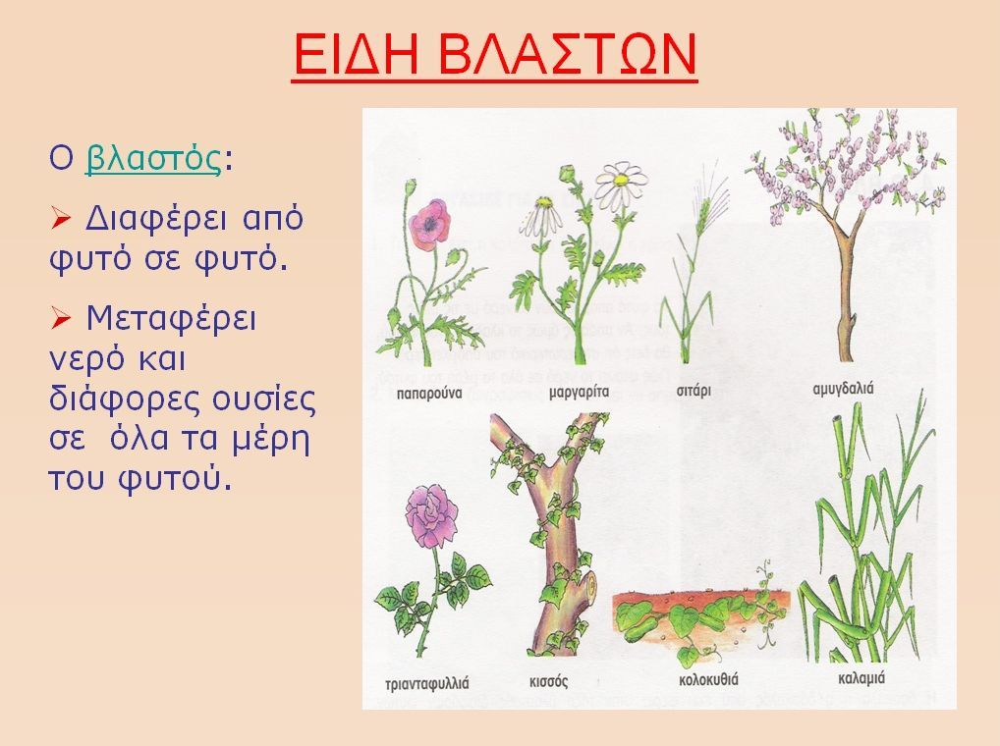 ΕΙΔΗ ΒΛΑΣΤΩΝ
Ο βλαστός:
Διαφέρει από
φυτό σε φυτό.
Μεταφέρει
νερό και
διάφορες ουσίες
σε όλα τα μέρη
του φυτού.
παπαρούνα
μαργαρίτα
σιτάρι
αμυγδαλιά
τριανταφυλλιά
κισσός
κολοκυθιά
καλαμιά